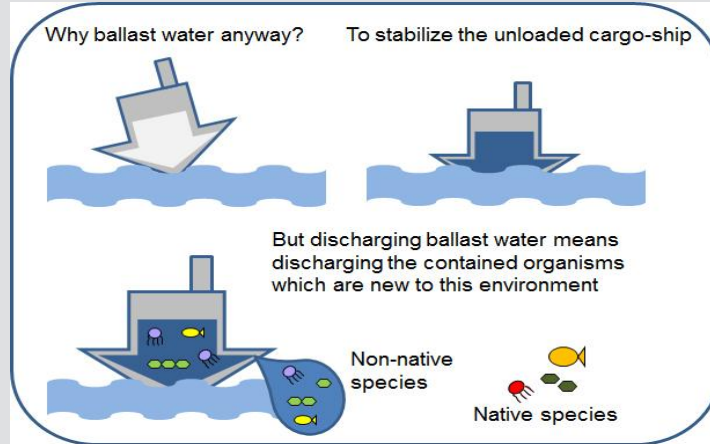 Why ballast water anyway?
To stabilize the unloaded cargo-ship
But discharging ballast water means
discharging the contained organisms
which are new to this environment
Non-native
species
Native species